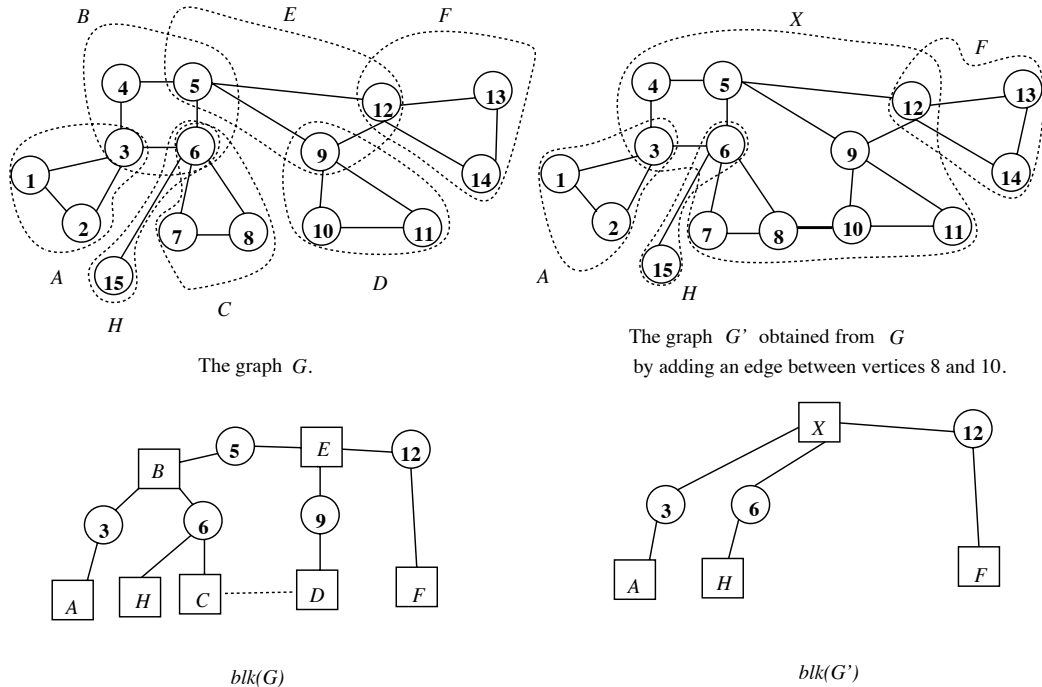 B
E
F
4
5
12
13
3
6
9
14
1
2
7
8
10
11
15
A
H
C
D
The graph G.
X
F
4
5
12
13
3
6
9
14
1
2
7
8
10
11
15
A
H
The graph G’ obtained from G
by adding an edge between vertices 8 and 10.
B
5
E
12
3
6
9
A
H
C
D
F
blk(G)
X
12
3
6
A
H
F
blk(G’)